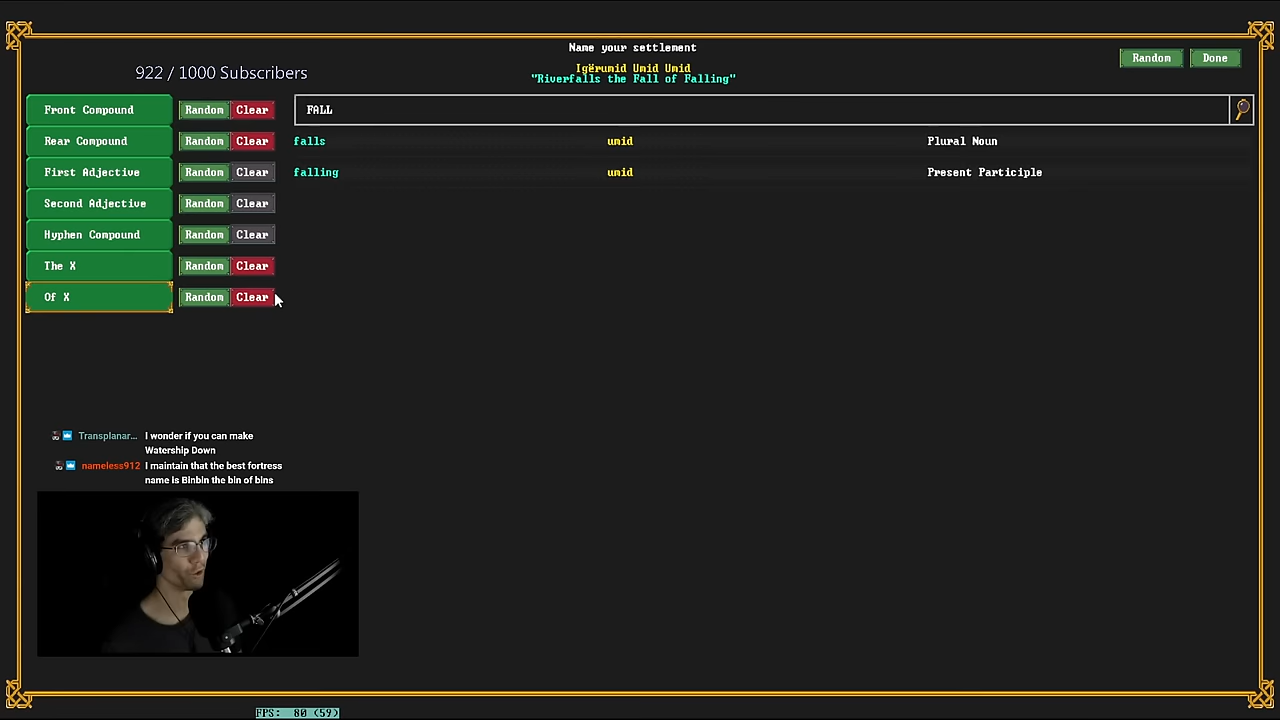 Name your settlement
Igërumid Umid Umid
"Riverfalls the Fall of Falling"
Random Done
922 / 1000 Subscribers
Front Compound Random Clear FALL
Rear Compound Random Clear falls umid Plural Noun
First Adjective Random Clear falling umid Present Participle
Second Adjective Random Clear
Hyphen Compound Random Clear
The X Random Clear
Of X Random Clear
Transplanar... I wonder if you can make
Watership Down
nameless912 I maintain that the best fortress
name is Binbin the bin of bins
FPS: 80 (59)